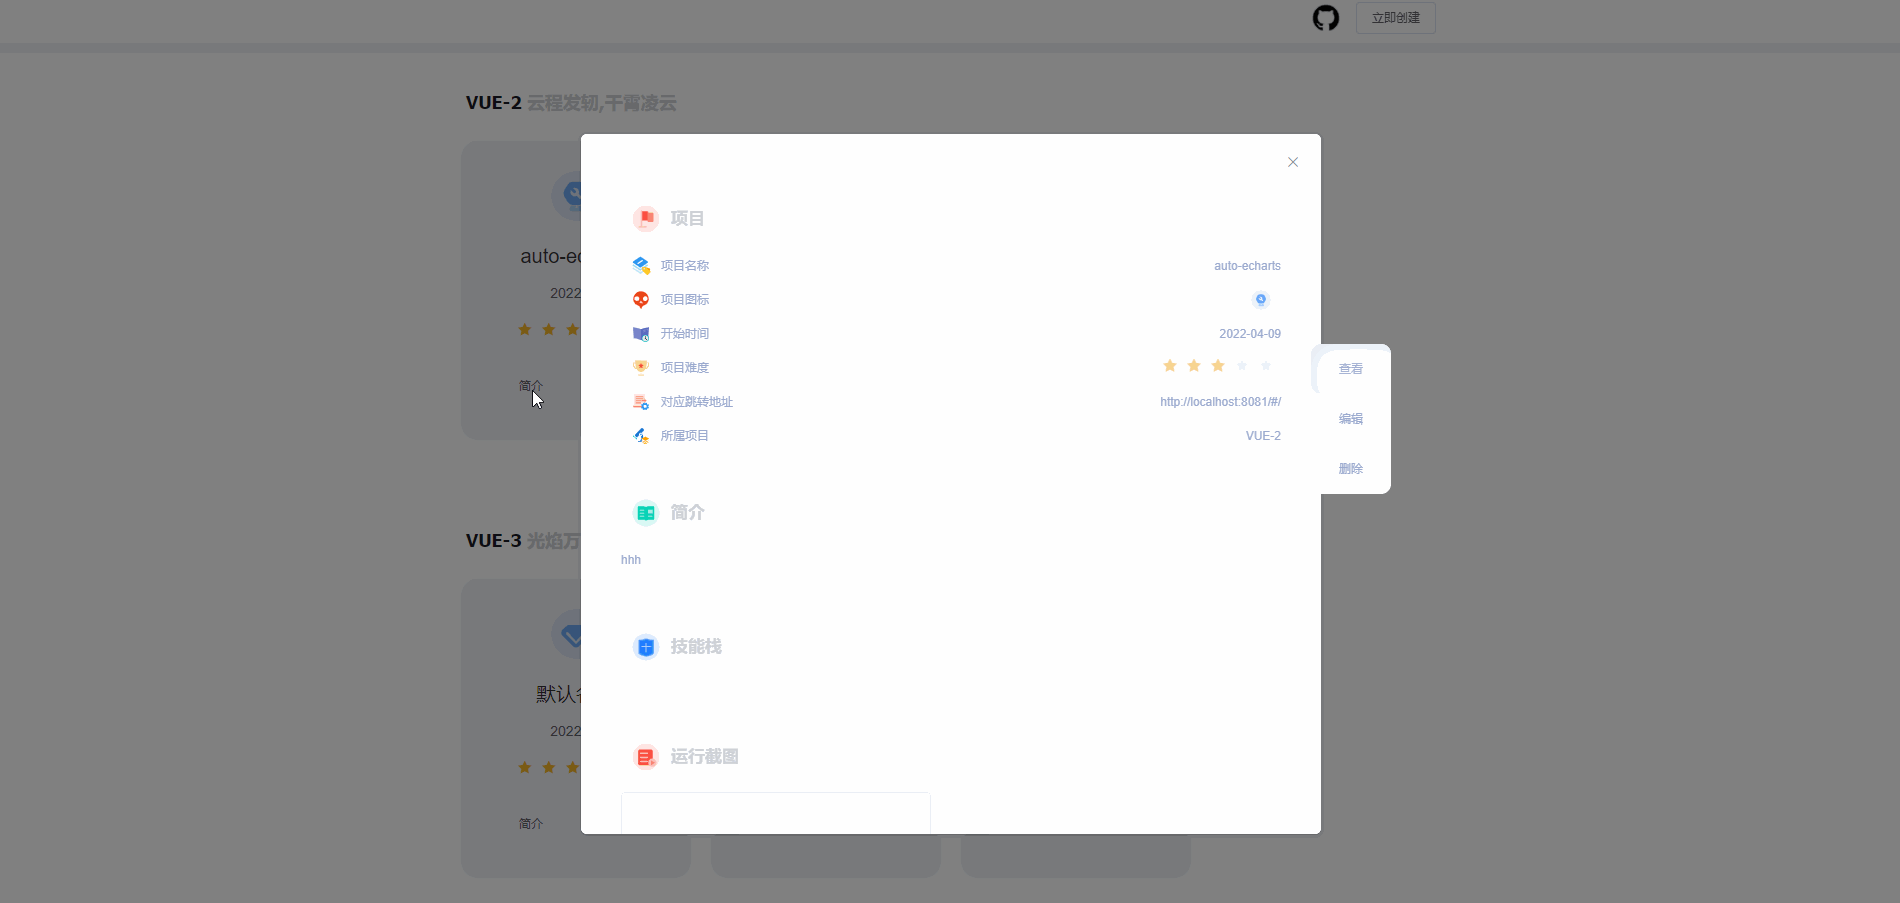 立即创建
VUE-2 云程发轫,干霄凌云
auto-ec
2022
简介
VUE-3 光焰万
默认
2022
简介
项目
项目名称 auto-echarts
项目图标
开始时间 2022-04-09
项目难度
对应跳转地址 http://localhost:8081/#/
所属项目 VUE-2
简介
hhh
技能栈
运行截图
查看
编辑
删除